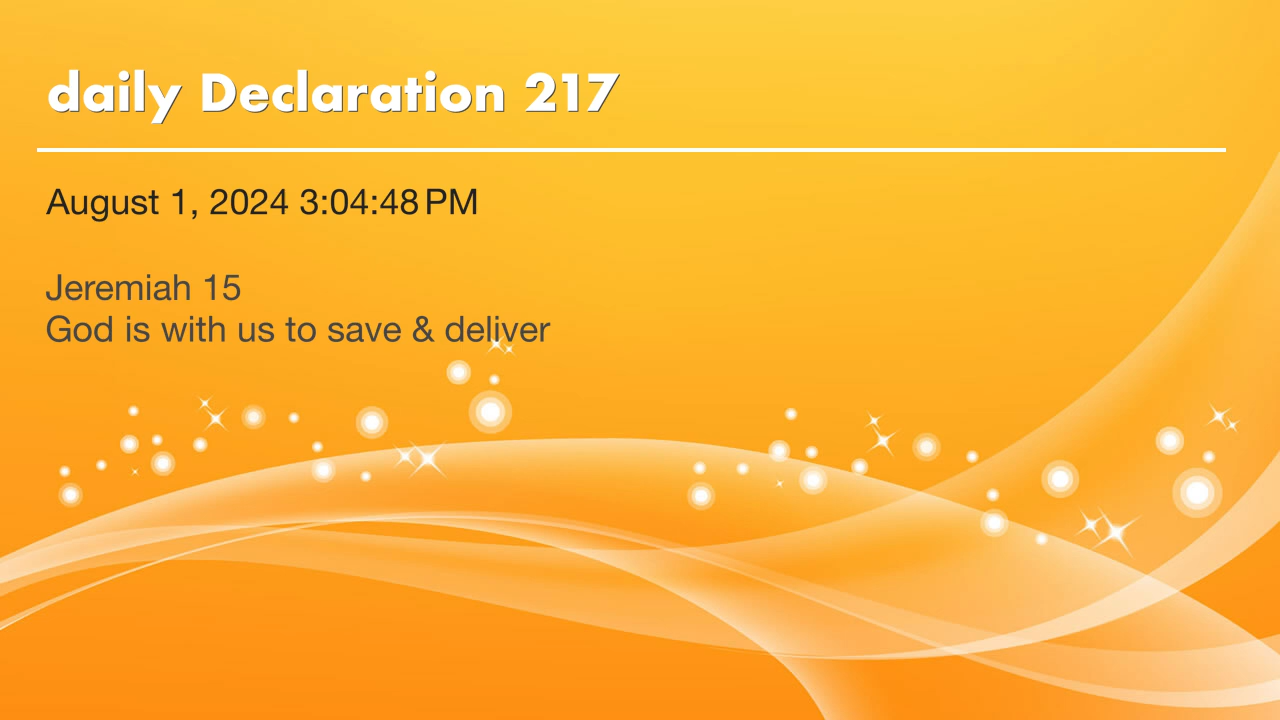 daily Declaration 217
August 1, 2024 3:04:48 PM
Jeremiah 15
God is with us to save & deliver